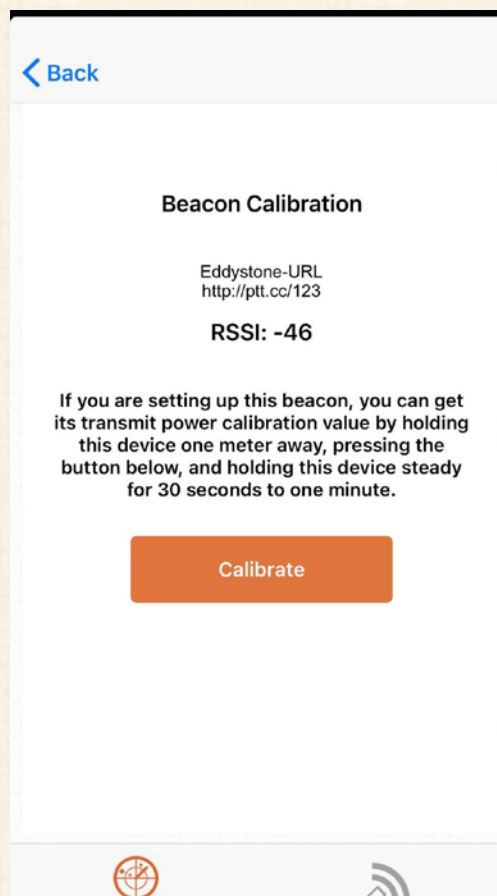 Back
Beacon Calibration
Eddystone-URL
http://ptt.cc/123
RSSI: -46
If you are setting up this beacon, you can get
its transmit power calibration value by holding
this device one meter away, pressing the
button below, and holding this device steady
for 30 seconds to one minute.
Calibrate